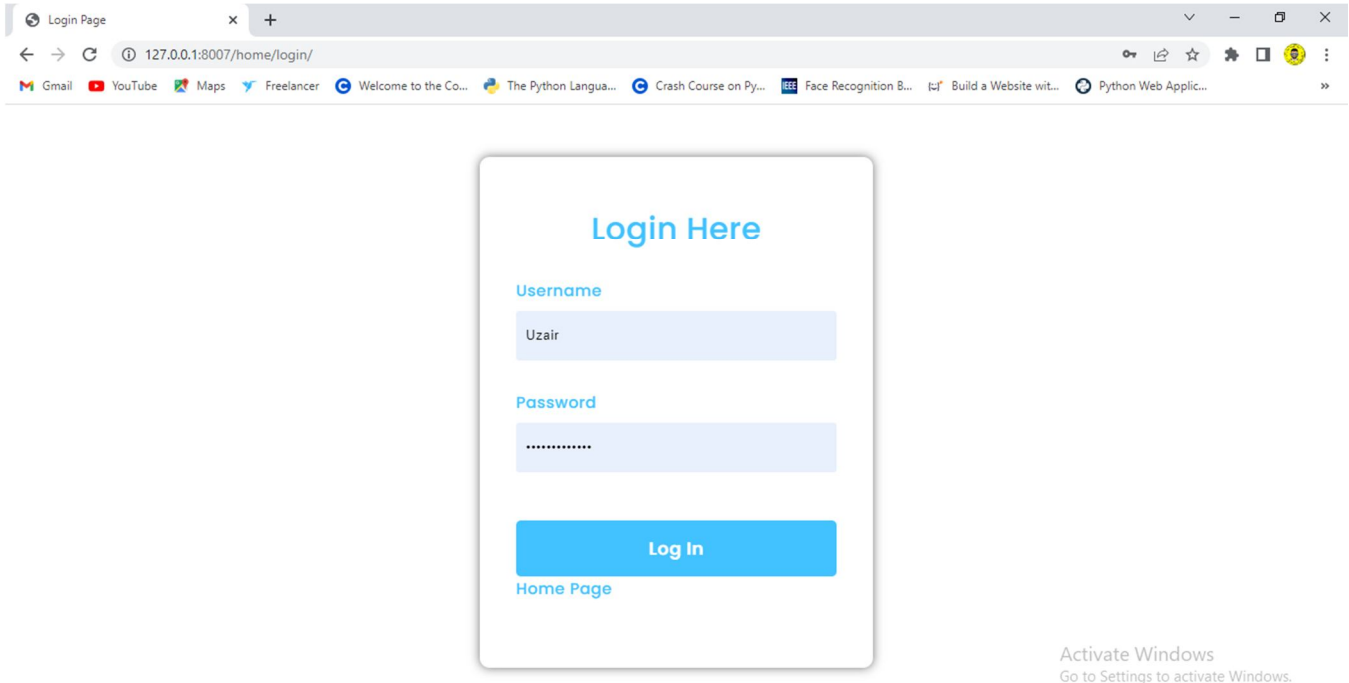 Login Page
127.0.0.1:8007/home/login/
Gmail YouTube Maps Freelancer Welcome to the Co... The Python Langua... Crash Course on Py... IEEE Face Recognition B... Build a Website wit... Python Web Applic... »
Login Here
Username
Uzair
Password
•••••••••••••
Log In
Home Page
Activate Windows
Go to Settings to activate Windows.